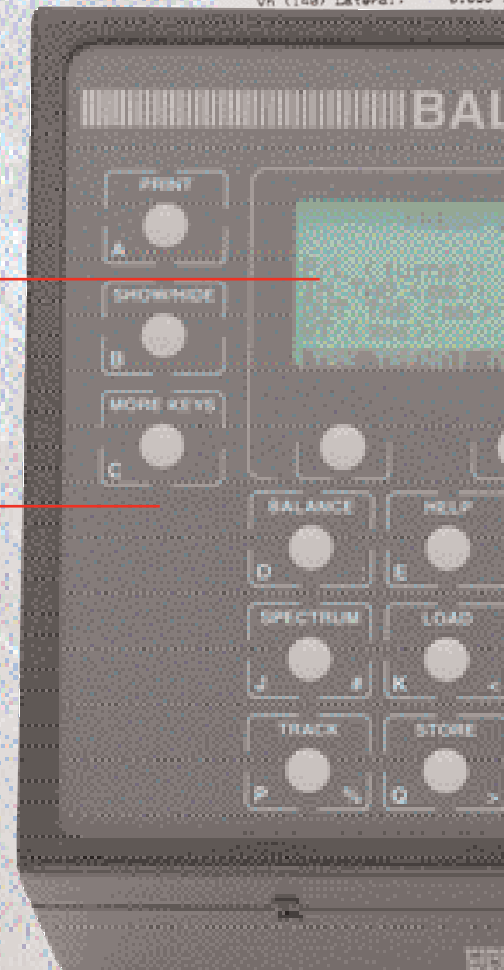 BAL
PRINT
A
SHOW/HIDE
B
MORE KEYS
C
BALANCE
HELP
D
E
SPECTRUM
LOAD
J #
K <
TRACK
STORE
P %
Q >